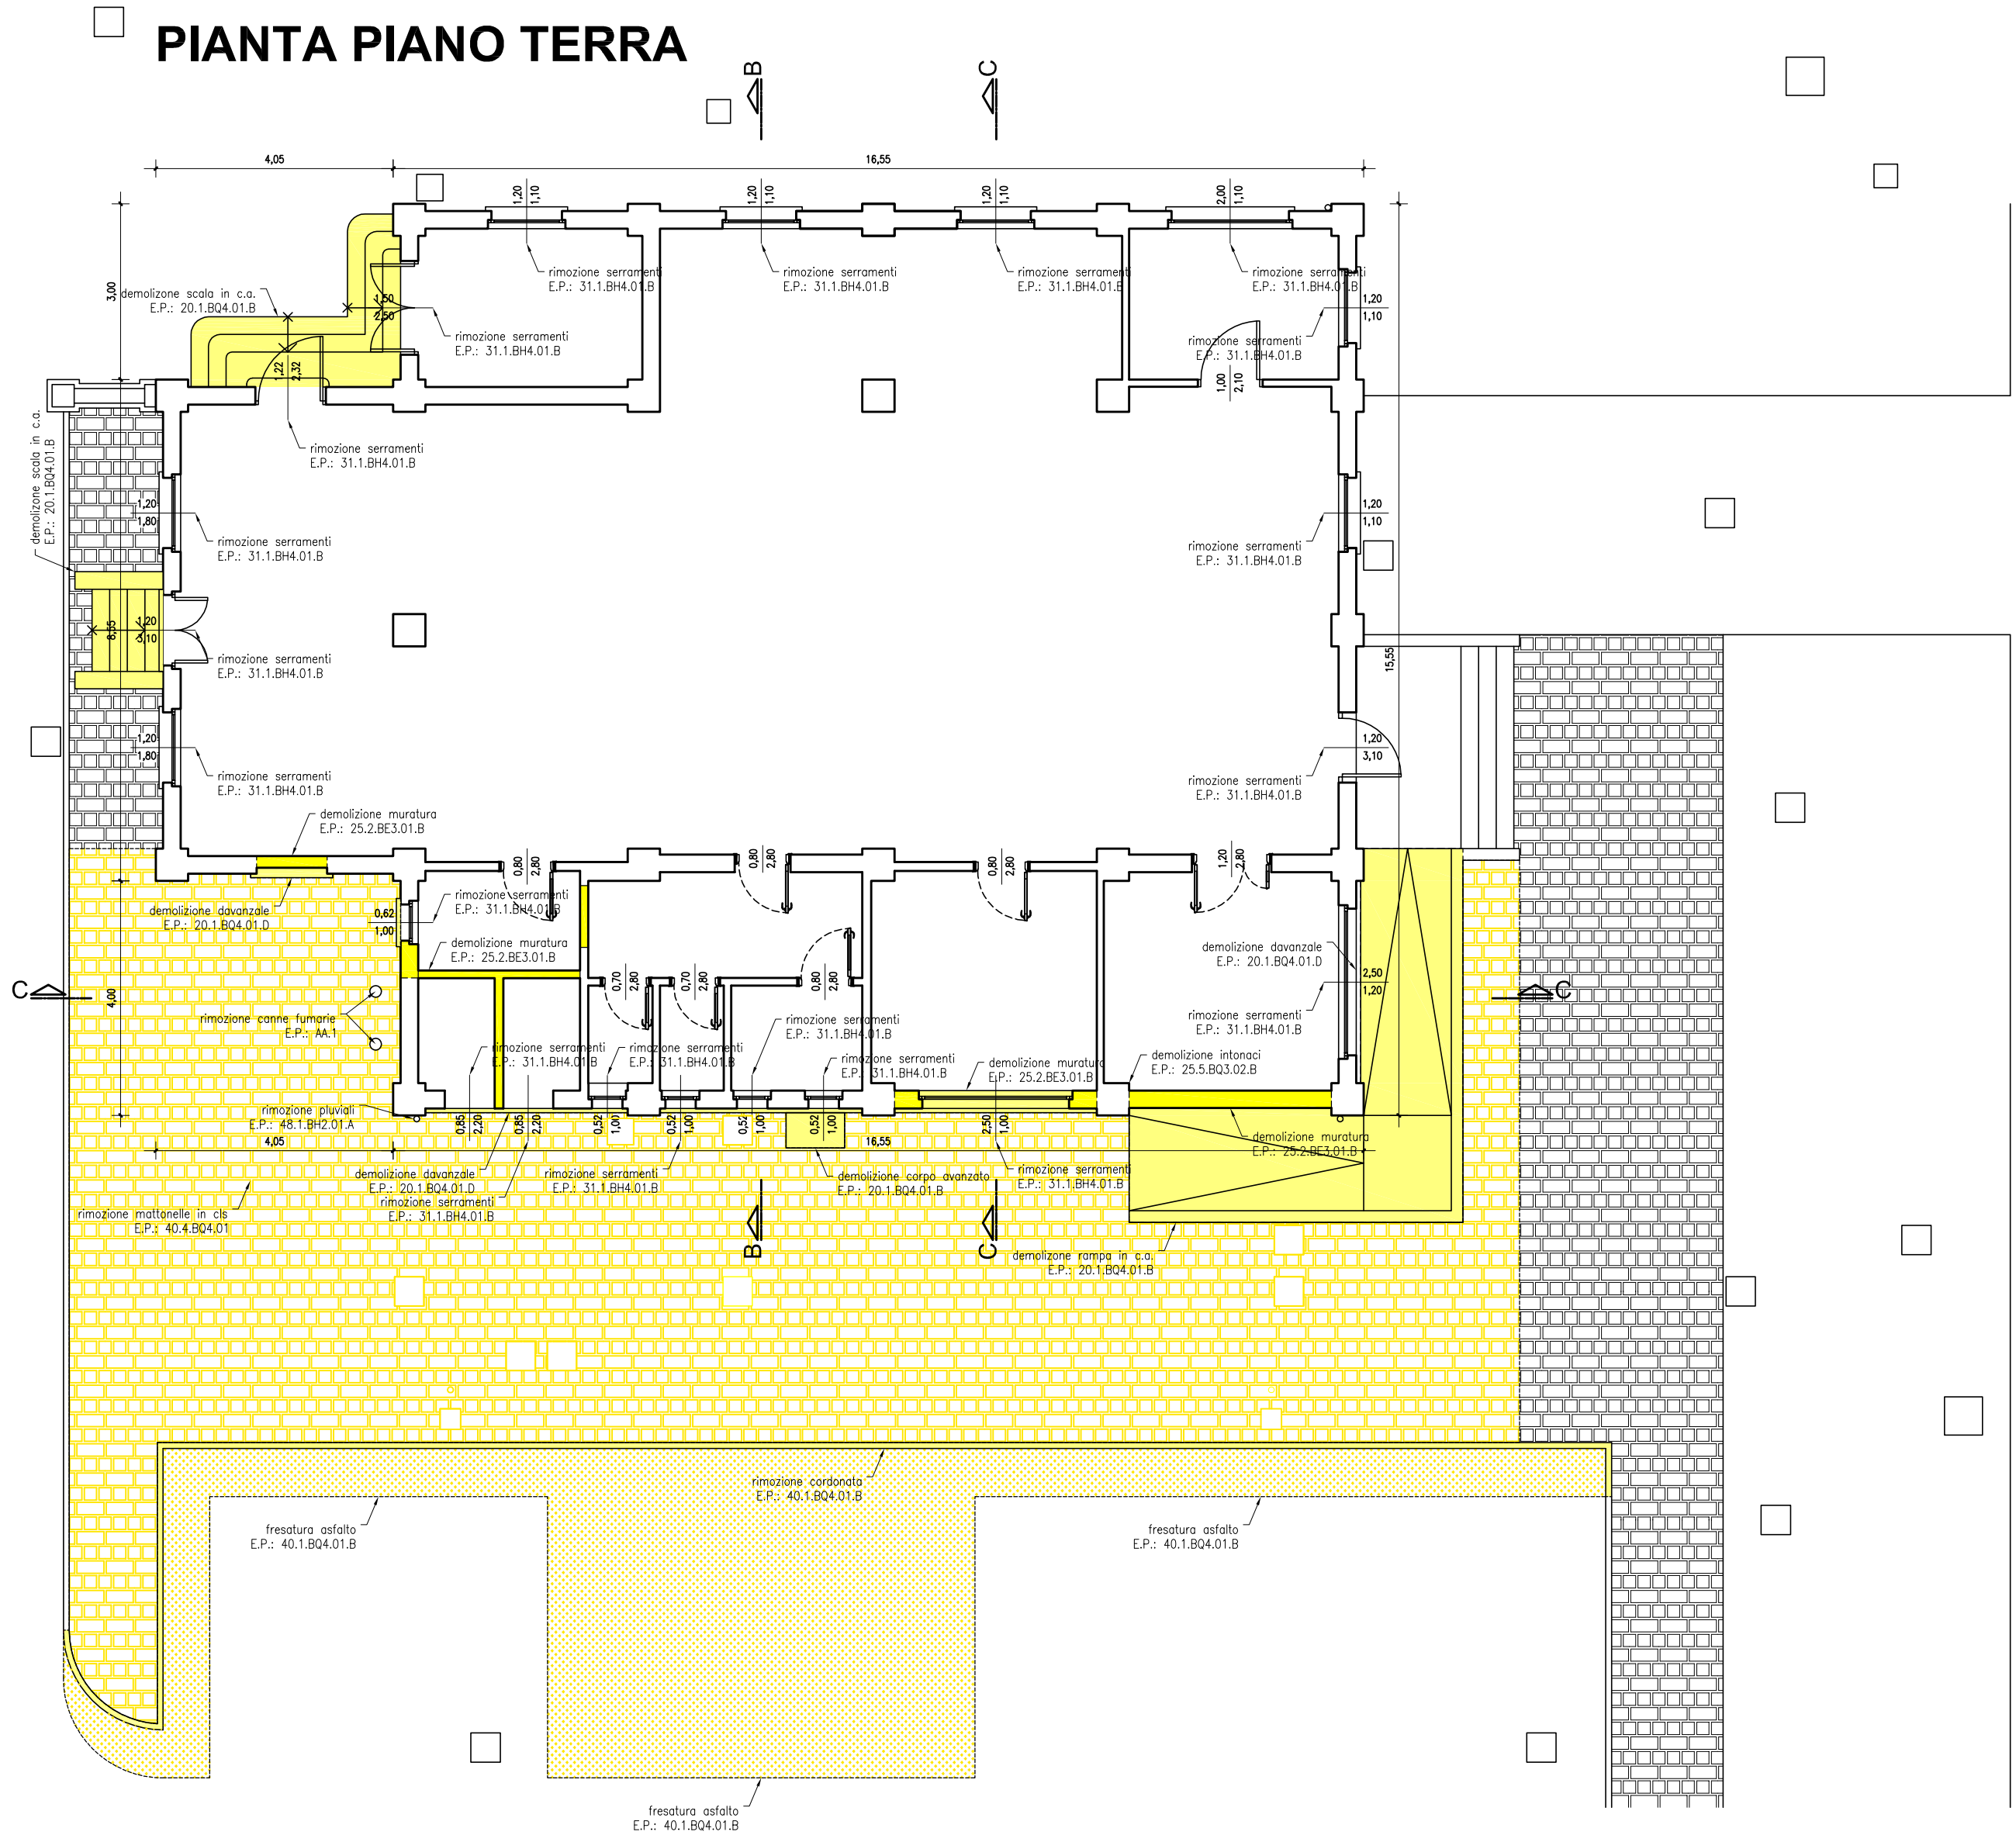 PIANTA PIANO TERRA
B
C
4,05
16,55
1,20
1,10
1,20
1,10
1,20
1,10
2,00
1,10
3,00
rimozione serramenti
E.P.: 31.1.BH4.01.B
rimozione serramenti
E.P.: 31.1.BH4.01.B
rimozione serramenti
E.P.: 31.1.BH4.01.B
rimozione serramenti
E.P.: 31.1.BH4.01.B
demolizone scala in c.a.
E.P.: 20.1.BQ4.01.B
1,50
2,50
1,20
1,10
rimozione serramenti
E.P.: 31.1.BH4.01.B
rimozione serramenti
E.P.: 31.1.BH4.01.B
1,22
2,32
1,00
2,10
rimozione serramenti
E.P.: 31.1.BH4.01.B
demolizone scala in c.a.
E.P.: 20.1.BQ4.01.B
1,20
1,80
rimozione serramenti
E.P.: 31.1.BH4.01.B
1,20
1,10
rimozione serramenti
E.P.: 31.1.BH4.01.B
8,55
1,20
3,10
rimozione serramenti
E.P.: 31.1.BH4.01.B
15,55
1,20
1,80
rimozione serramenti
E.P.: 31.1.BH4.01.B
1,20
3,10
rimozione serramenti
E.P.: 31.1.BH4.01.B
demolizione muratura
E.P.: 25.2.BE3.01.B
0,80
2,80
0,80
2,80
0,80
2,80
1,20
2,80
demolizione davanzale
E.P.: 20.1.BQ4.01.D
0,62
1,00
rimozione serramenti
E.P.: 31.1.BH4.01.B
demolizione muratura
E.P.: 25.2.BE3.01.B
demolizione davanzale
E.P.: 20.1.BQ4.01.D
0,70
2,80
0,70
2,80
0,80
2,80
2,50
1,20
C
C
4,00
rimozione canne fumarie
E.P.: AA.1
rimozione serramenti
E.P.: 31.1.BH4.01.B
rimozione serramenti
E.P.: 31.1.BH4.01.B
rimozione serramenti
E.P.: 31.1.BH4.01.B
rimozione serramenti
E.P.: 31.1.BH4.01.B
rimozione serramenti
E.P.: 31.1.BH4.01.B
demolizione muratura
E.P.: 25.2.BE3.01.B
demolizione intonaci
E.P.: 25.5.BQ3.02.B
rimozione pluviali
E.P.: 48.1.BH2.01.A
0,85
2,20
0,85
2,20
0,52
1,00
0,52
1,00
0,52
1,00
0,52
1,00
2,50
1,00
4,05
16,55
demolizione muratura
E.P.: 25.2.BE3.01.B
demolizione davanzale
E.P.: 20.1.BQ4.01.D
rimozione serramenti
E.P.: 31.1.BH4.01.B
rimozione serramenti
E.P.: 31.1.BH4.01.B
demolizione corpo avanzato
E.P.: 20.1.BQ4.01.B
rimozione serramenti
E.P.: 31.1.BH4.01.B
rimozione mattonelle in cls
E.P.: 40.4.BQ4.01
B
C
demolizone rampa in c.a.
E.P.: 20.1.BQ4.01.B
rimozione cordonata
E.P.: 40.1.BQ4.01.B
fresatura asfalto
E.P.: 40.1.BQ4.01.B
fresatura asfalto
E.P.: 40.1.BQ4.01.B
fresatura asfalto
E.P.: 40.1.BQ4.01.B